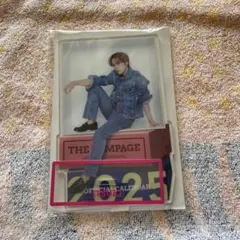 THE RAMPAGE
2025
OFFICIAL CALENDAR